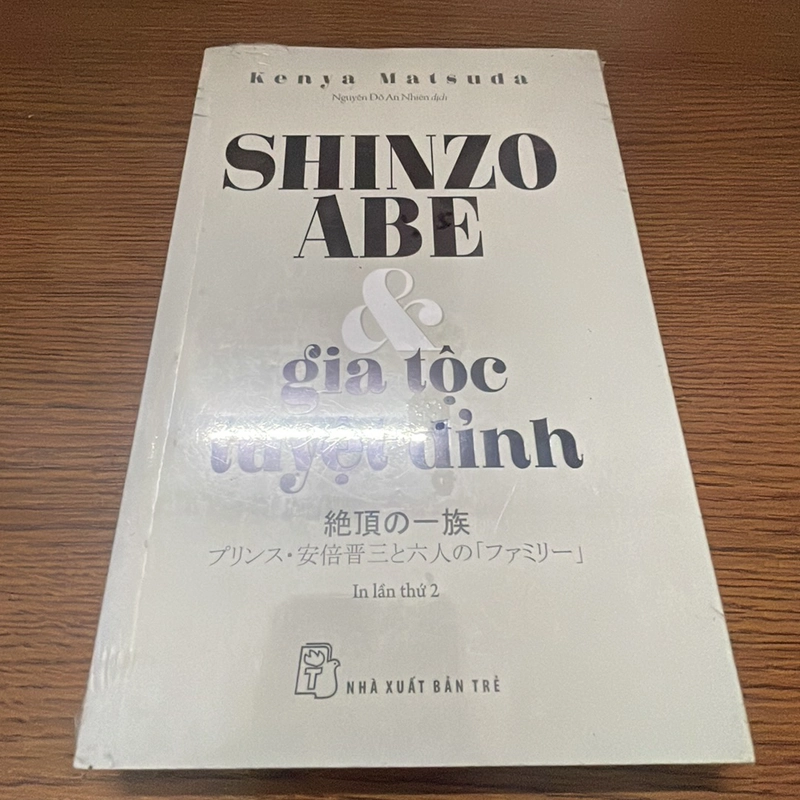 Kenya Matsuda
Nguyễn Đỗ An Nhiên dịch
SHINZO
ABE
&
gia tộc
tuyệt đỉnh
絶頂の一族
プリンス・安倍晋三と六人の「ファミリー」
In lần thứ 2
T
NHÀ XUẤT BẢN TRẺ